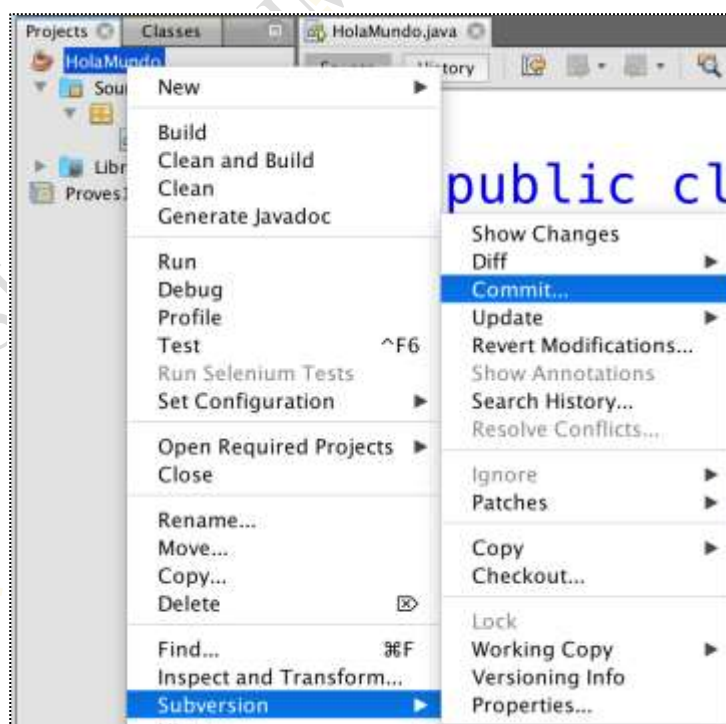 Projects
Classes
HolaMundo.java
HolaMundo
History
Sour
Libr
Proves
New
Build
Clean and Build
Clean
Generate Javadoc
Run
Debug
Profile
Test ^F6
Run Selenium Tests
Set Configuration
Open Required Projects
Close
Rename...
Move...
Copy...
Delete
Find... ⌘F
Inspect and Transform...
Subversion
public cl
Show Changes
Diff
Commit...
Update
Revert Modifications...
Show Annotations
Search History...
Resolve Conflicts...
Ignore
Patches
Copy
Checkout...
Lock
Working Copy
Versioning Info
Properties...